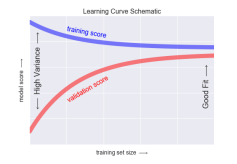 Learning Curve Schematic
training score
validation score
← High Variance →
Good Fit →
model score →
training set size →